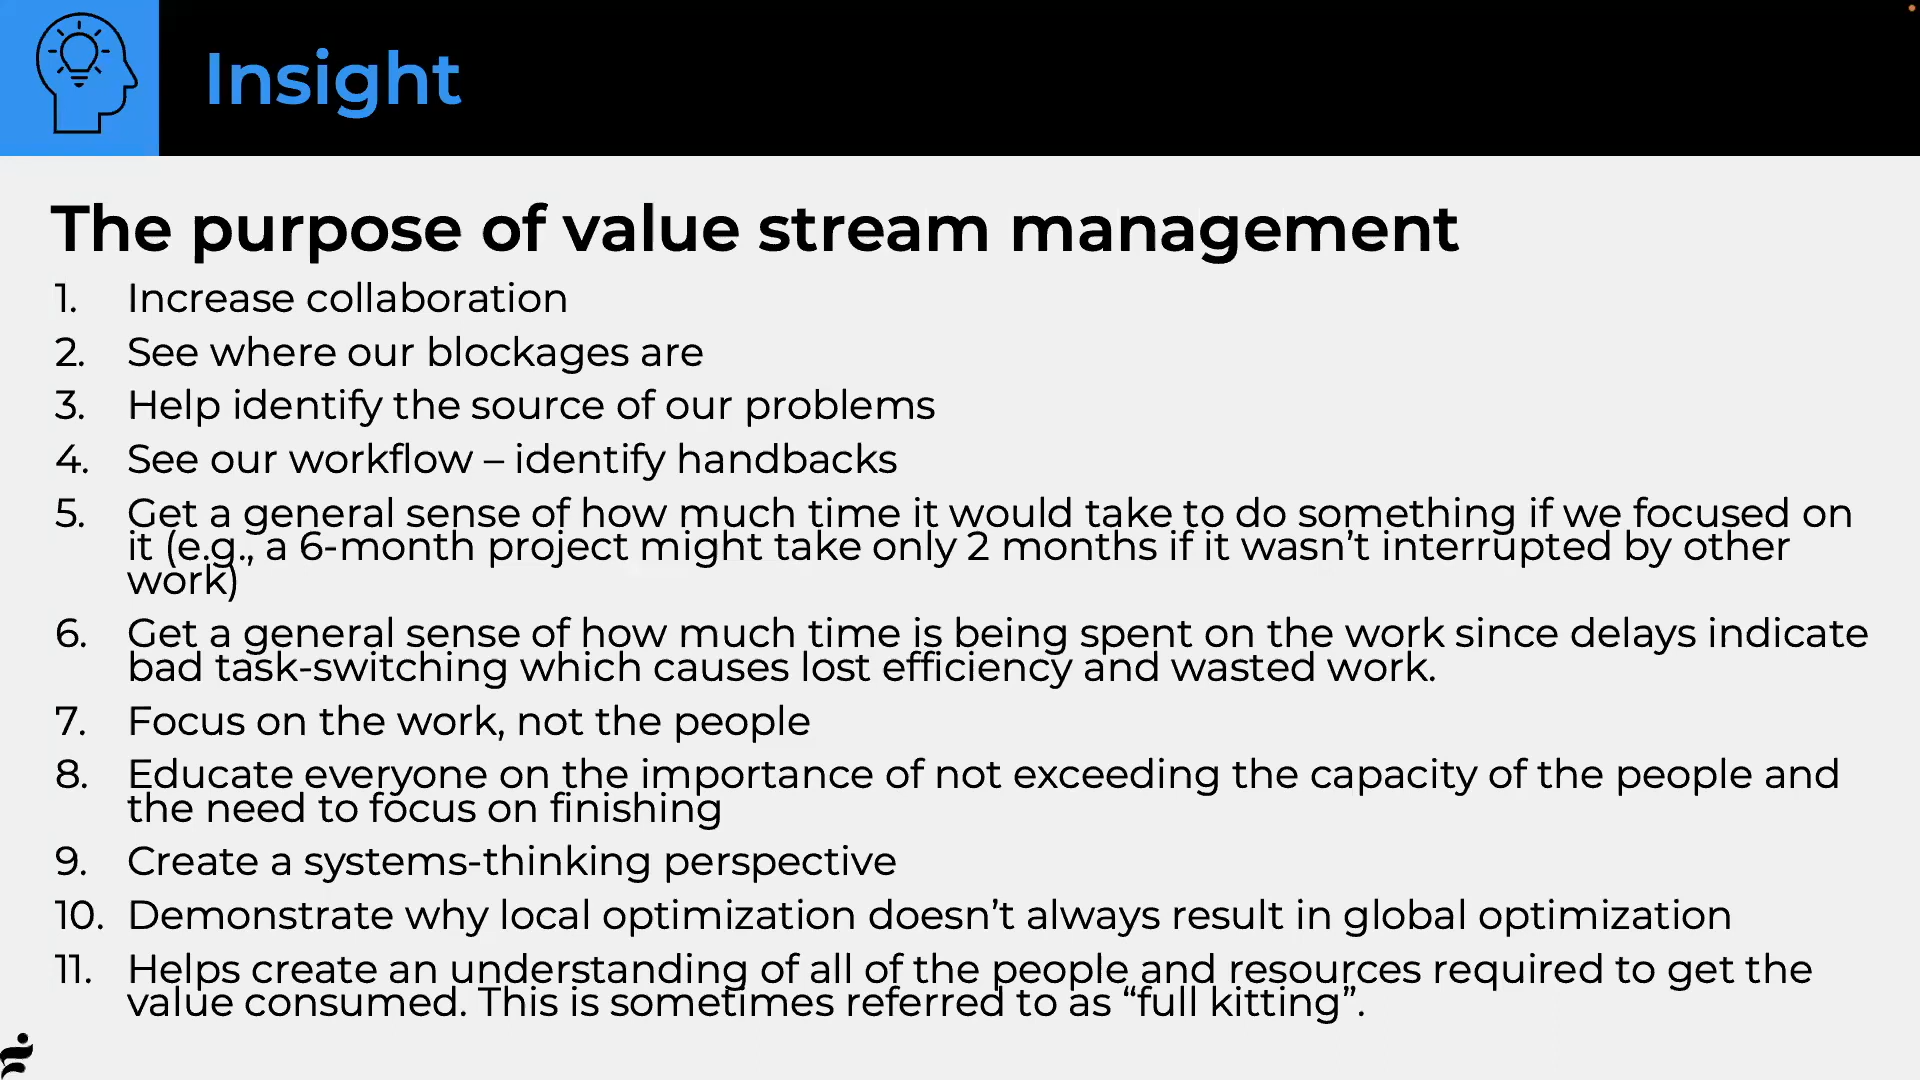 Insight
The purpose of value stream management
1. Increase collaboration
2. See where our blockages are
3. Help identify the source of our problems
4. See our workflow – identify handbacks
5. Get a general sense of how much time it would take to do something if we focused on
it (e.g., a 6-month project might take only 2 months if it wasn’t interrupted by other
work)
6. Get a general sense of how much time is being spent on the work since delays indicate
bad task-switching which causes lost efficiency and wasted work.
7. Focus on the work, not the people
8. Educate everyone on the importance of not exceeding the capacity of the people and
the need to focus on finishing
9. Create a systems-thinking perspective
10. Demonstrate why local optimization doesn’t always result in global optimization
11. Helps create an understanding of all of the people and resources required to get the
value consumed. This is sometimes referred to as “full kitting”.